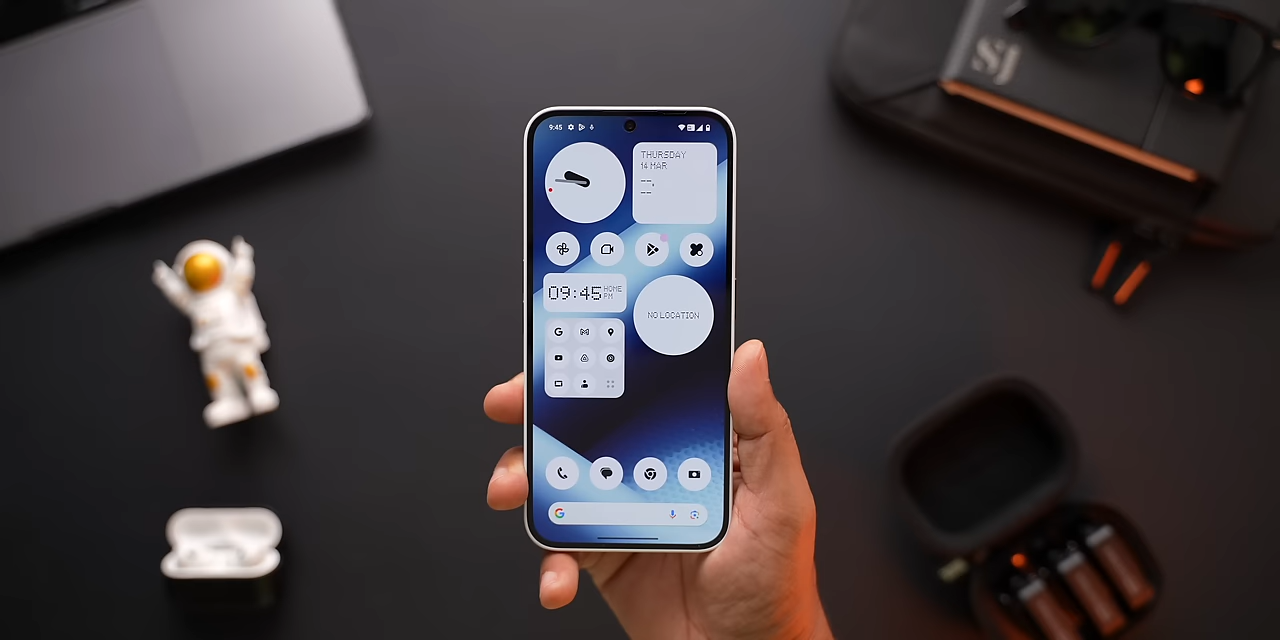 9:45
THURSDAY
14 MAR
--.
--
09:45
HOME
PM
NO LOCATION
SJ